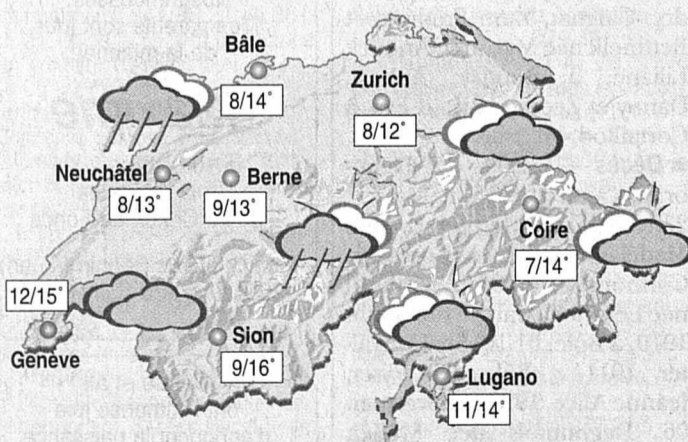 Bâle
8/14°
Zurich
8/12°
Neuchâtel
8/13°
Berne
9/13°
Coire
7/14°
12/15°
Genève
Sion
9/16°
Lugano
11/14°